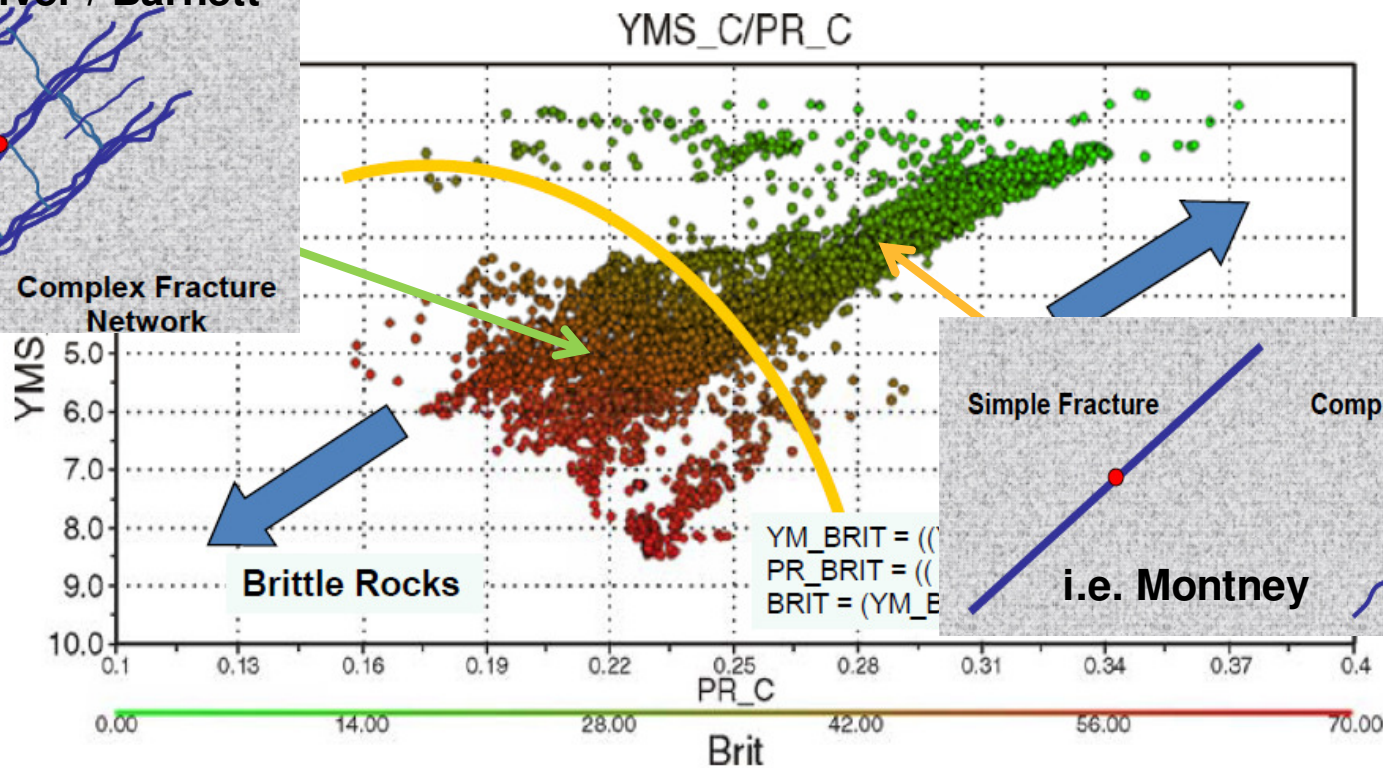 / Barnett
YMS_C/PR_C
Complex Fracture
Network
YMS
5.0
6.0
7.0
8.0
9.0
10.0
Brittle Rocks
YM_BRIT = ((
PR_BRIT = ((
BRIT = (YM_B
Simple Fracture
Comp
i.e. Montney
0.1 0.13 0.16 0.19 0.22 0.25 0.28 0.31 0.34 0.37 0.4
PR_C
0.00 14.00 28.00 42.00 56.00 70.00
Brit